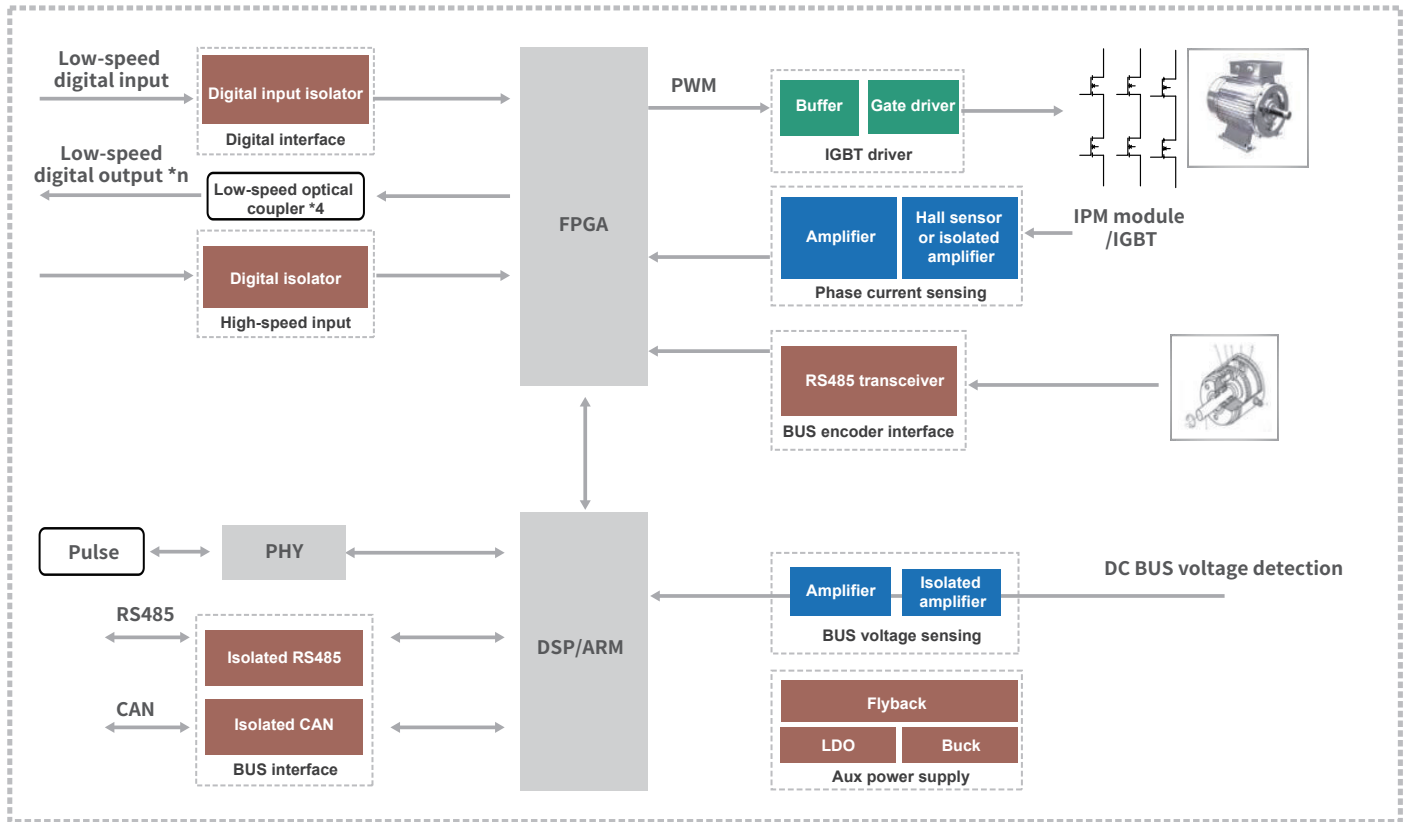 Low-speed
digital input
Digital input isolator
Digital interface
Low-speed
digital output *n
Low-speed optical
coupler *4
Digital isolator
High-speed input
FPGA
PWM
Buffer
Gate driver
IGBT driver
Amplifier
Hall sensor
or isolated
amplifier
Phase current sensing
IPM module
/IGBT
RS485 transceiver
BUS encoder interface
Pulse
PHY
RS485
Isolated RS485
CAN
Isolated CAN
BUS interface
DSP/ARM
Amplifier
Isolated
amplifier
BUS voltage sensing
DC BUS voltage detection
Flyback
LDO
Buck
Aux power supply